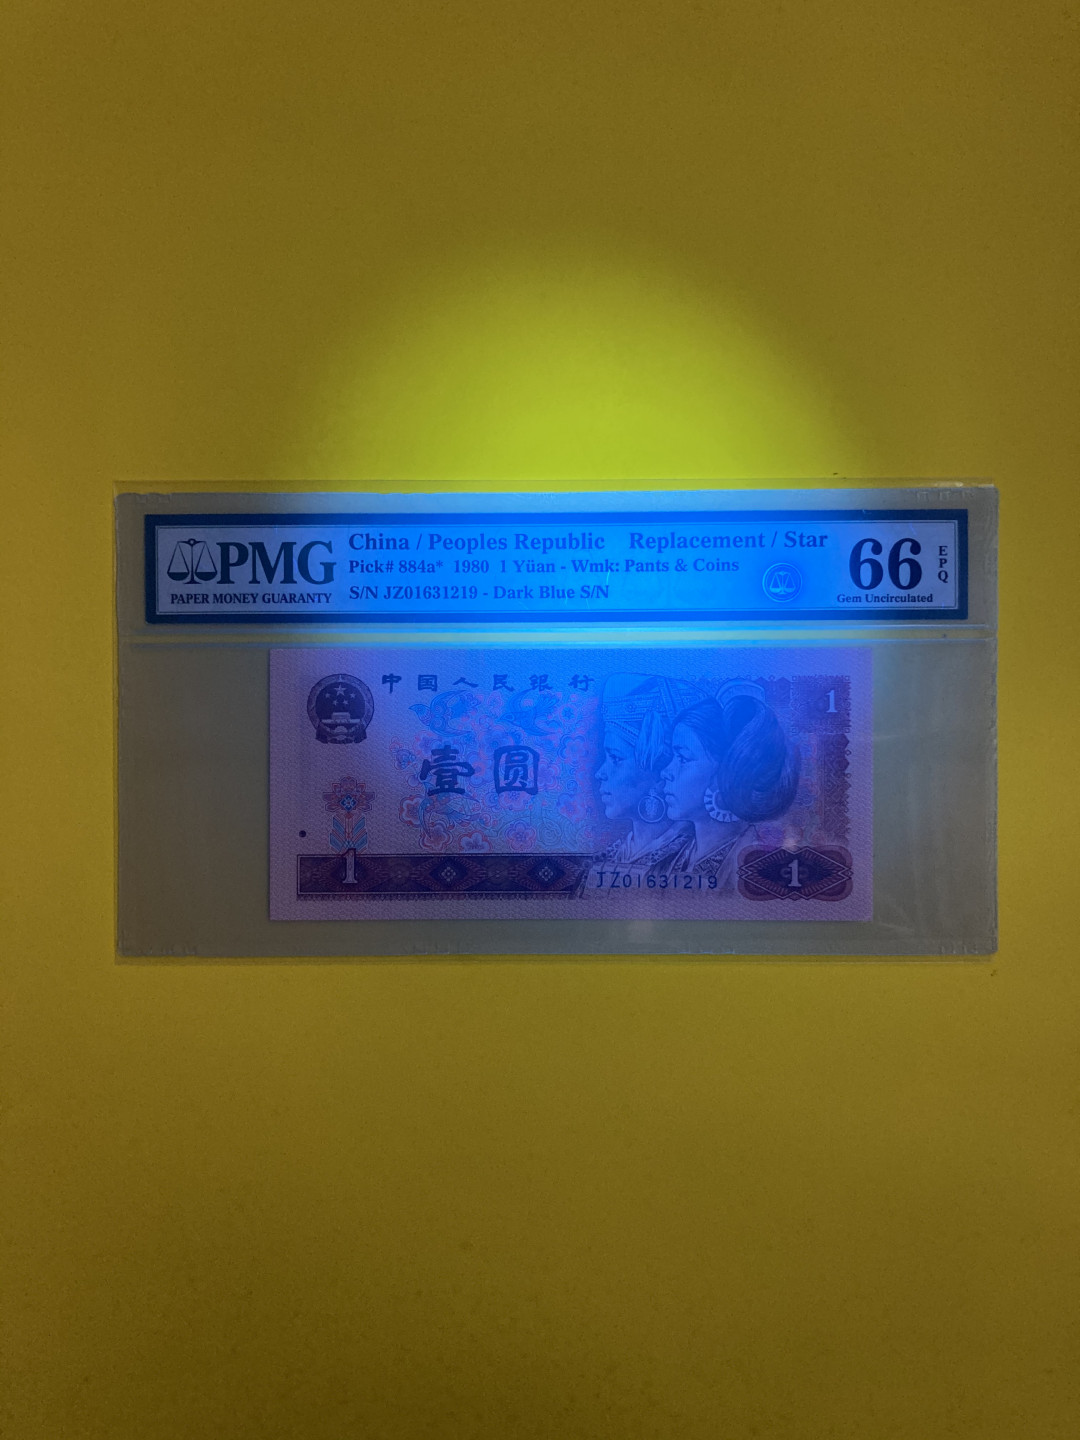 PMG
PAPER MONEY GUARANTY
China / Peoples Republic Replacement / Star
Pick# 884a* 1980 1 Yüan - Wmk: Pants & Coins
S/N JZ01631219 - Dark Blue S/N
66
EPQ
Gem Uncirculated
中国人民银行
1
壹圆
1
JZ01631219
1